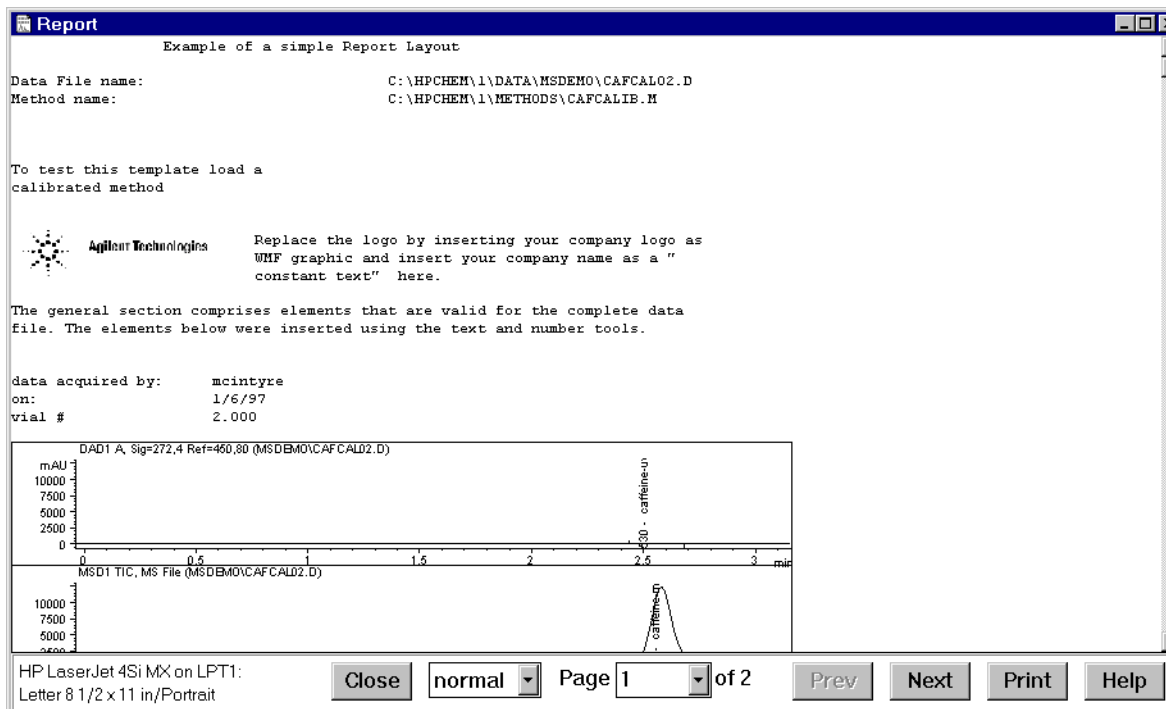 Report
Example of a simple Report Layout
Data File name: C:\HPCHEM\1\DATA\MSDEMO\CAFCAL02.D
Method name: C:\HPCHEM\1\METHODS\CAFCALIB.M
To test this template load a
calibrated method
Agilent Technologies
Replace the logo by inserting your company logo as
WMF graphic and insert your company name as a "
constant text" here.
The general section comprises elements that are valid for the complete data
file. The elements below were inserted using the text and number tools.
data acquired by: mcintyre
on: 1/6/97
vial # 2.000
DAD1 A, Sig=272,4 Ref=450,80 (MSDEMO\CAFCAL02.D)
mAU
10000
7500
5000
2500
0
caffeine-u
0 0.5 1 1.5 2 2.5 3 min
MSD1 TIC, MS File (MSDEMO\CAFCAL02.D)
10000
7500
5000
2500
caffeine-m
HP LaserJet 4Si MX on LPT1:
Letter 8 1/2 x 11 in/Portrait
Close normal Page 1 of 2 Prev Next Print Help